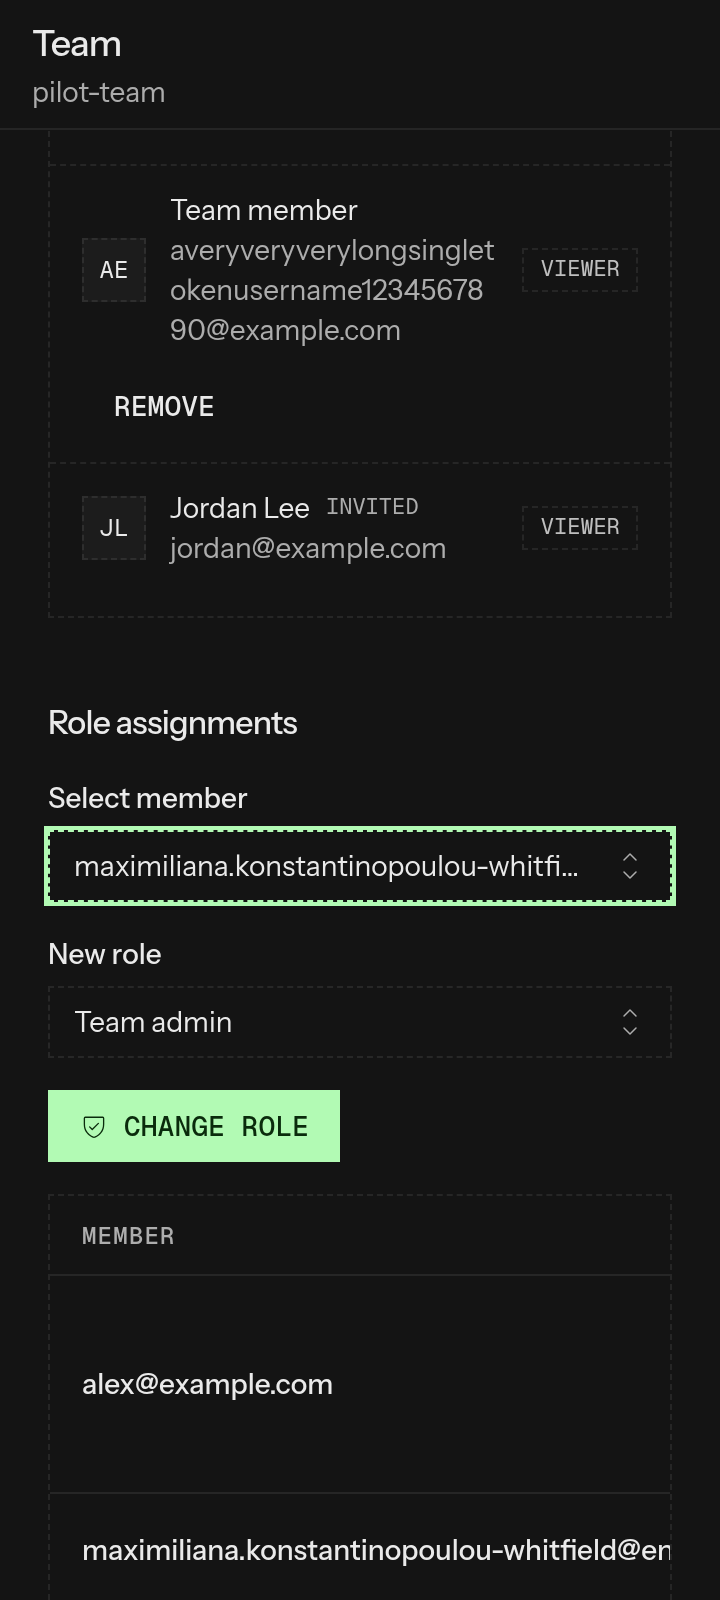 Team
pilot-team
Team member
averyveryverylongsinglet
okenusername12345678
90@example.com
AE
VIEWER
REMOVE
JL
Jordan Lee INVITED
jordan@example.com
VIEWER
Role assignments
Select member
maximiliana.konstantinopoulou-whitfi...
New role
Team admin
CHANGE ROLE
MEMBER
alex@example.com
maximiliana.konstantinopoulou-whitfield@en